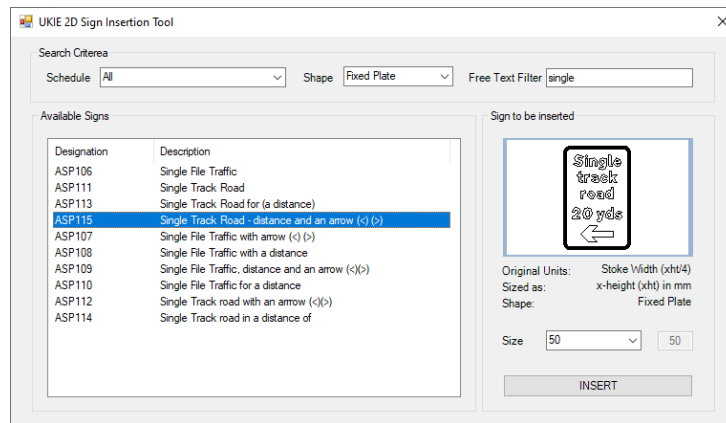 UKIE 2D Sign Insertion Tool
Search Criterea
Schedule All Shape Fixed Plate Free Text Filter single
Available Signs
Designation Description
ASP106 Single File Traffic
ASP111 Single Track Road
ASP113 Single Track Road for (a distance)
ASP115 Single Track Road - distance and an arrow (<) (>)
ASP107 Single File Traffic with arrow (<) (>)
ASP108 Single File Traffic with a distance
ASP109 Single File Traffic, distance and an arrow (<)(>)
ASP110 Single File Traffic for a distance
ASP112 Single Track road with an arrrow (<)(>)
ASP114 Single Track road in a distance of
Sign to be inserted
Single
track
road
20 yds
Original Units: Stoke Width (xht/4)
Sized as: x-height (xht) in mm
Shape: Fixed Plate
Size 50 50
INSERT